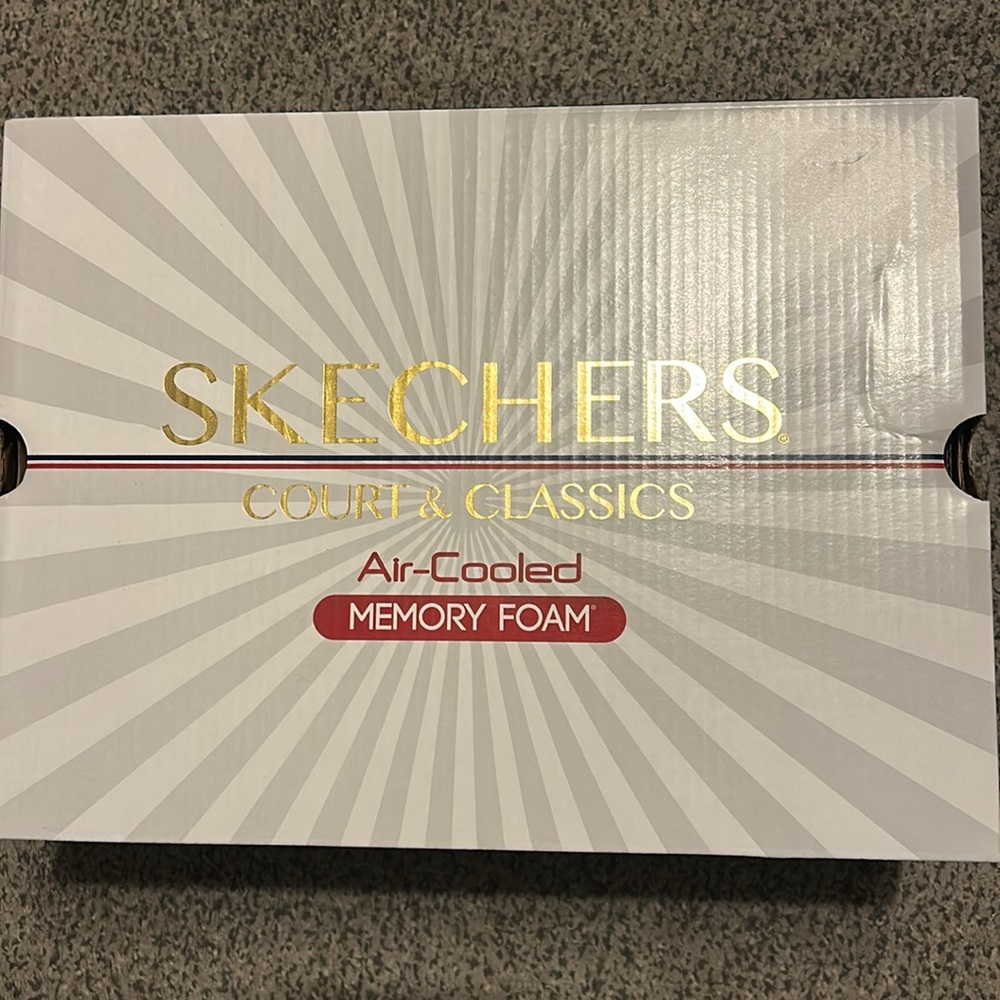 SKECHERS®
COURT & CLASSICS
Air-Cooled
MEMORY FOAM®